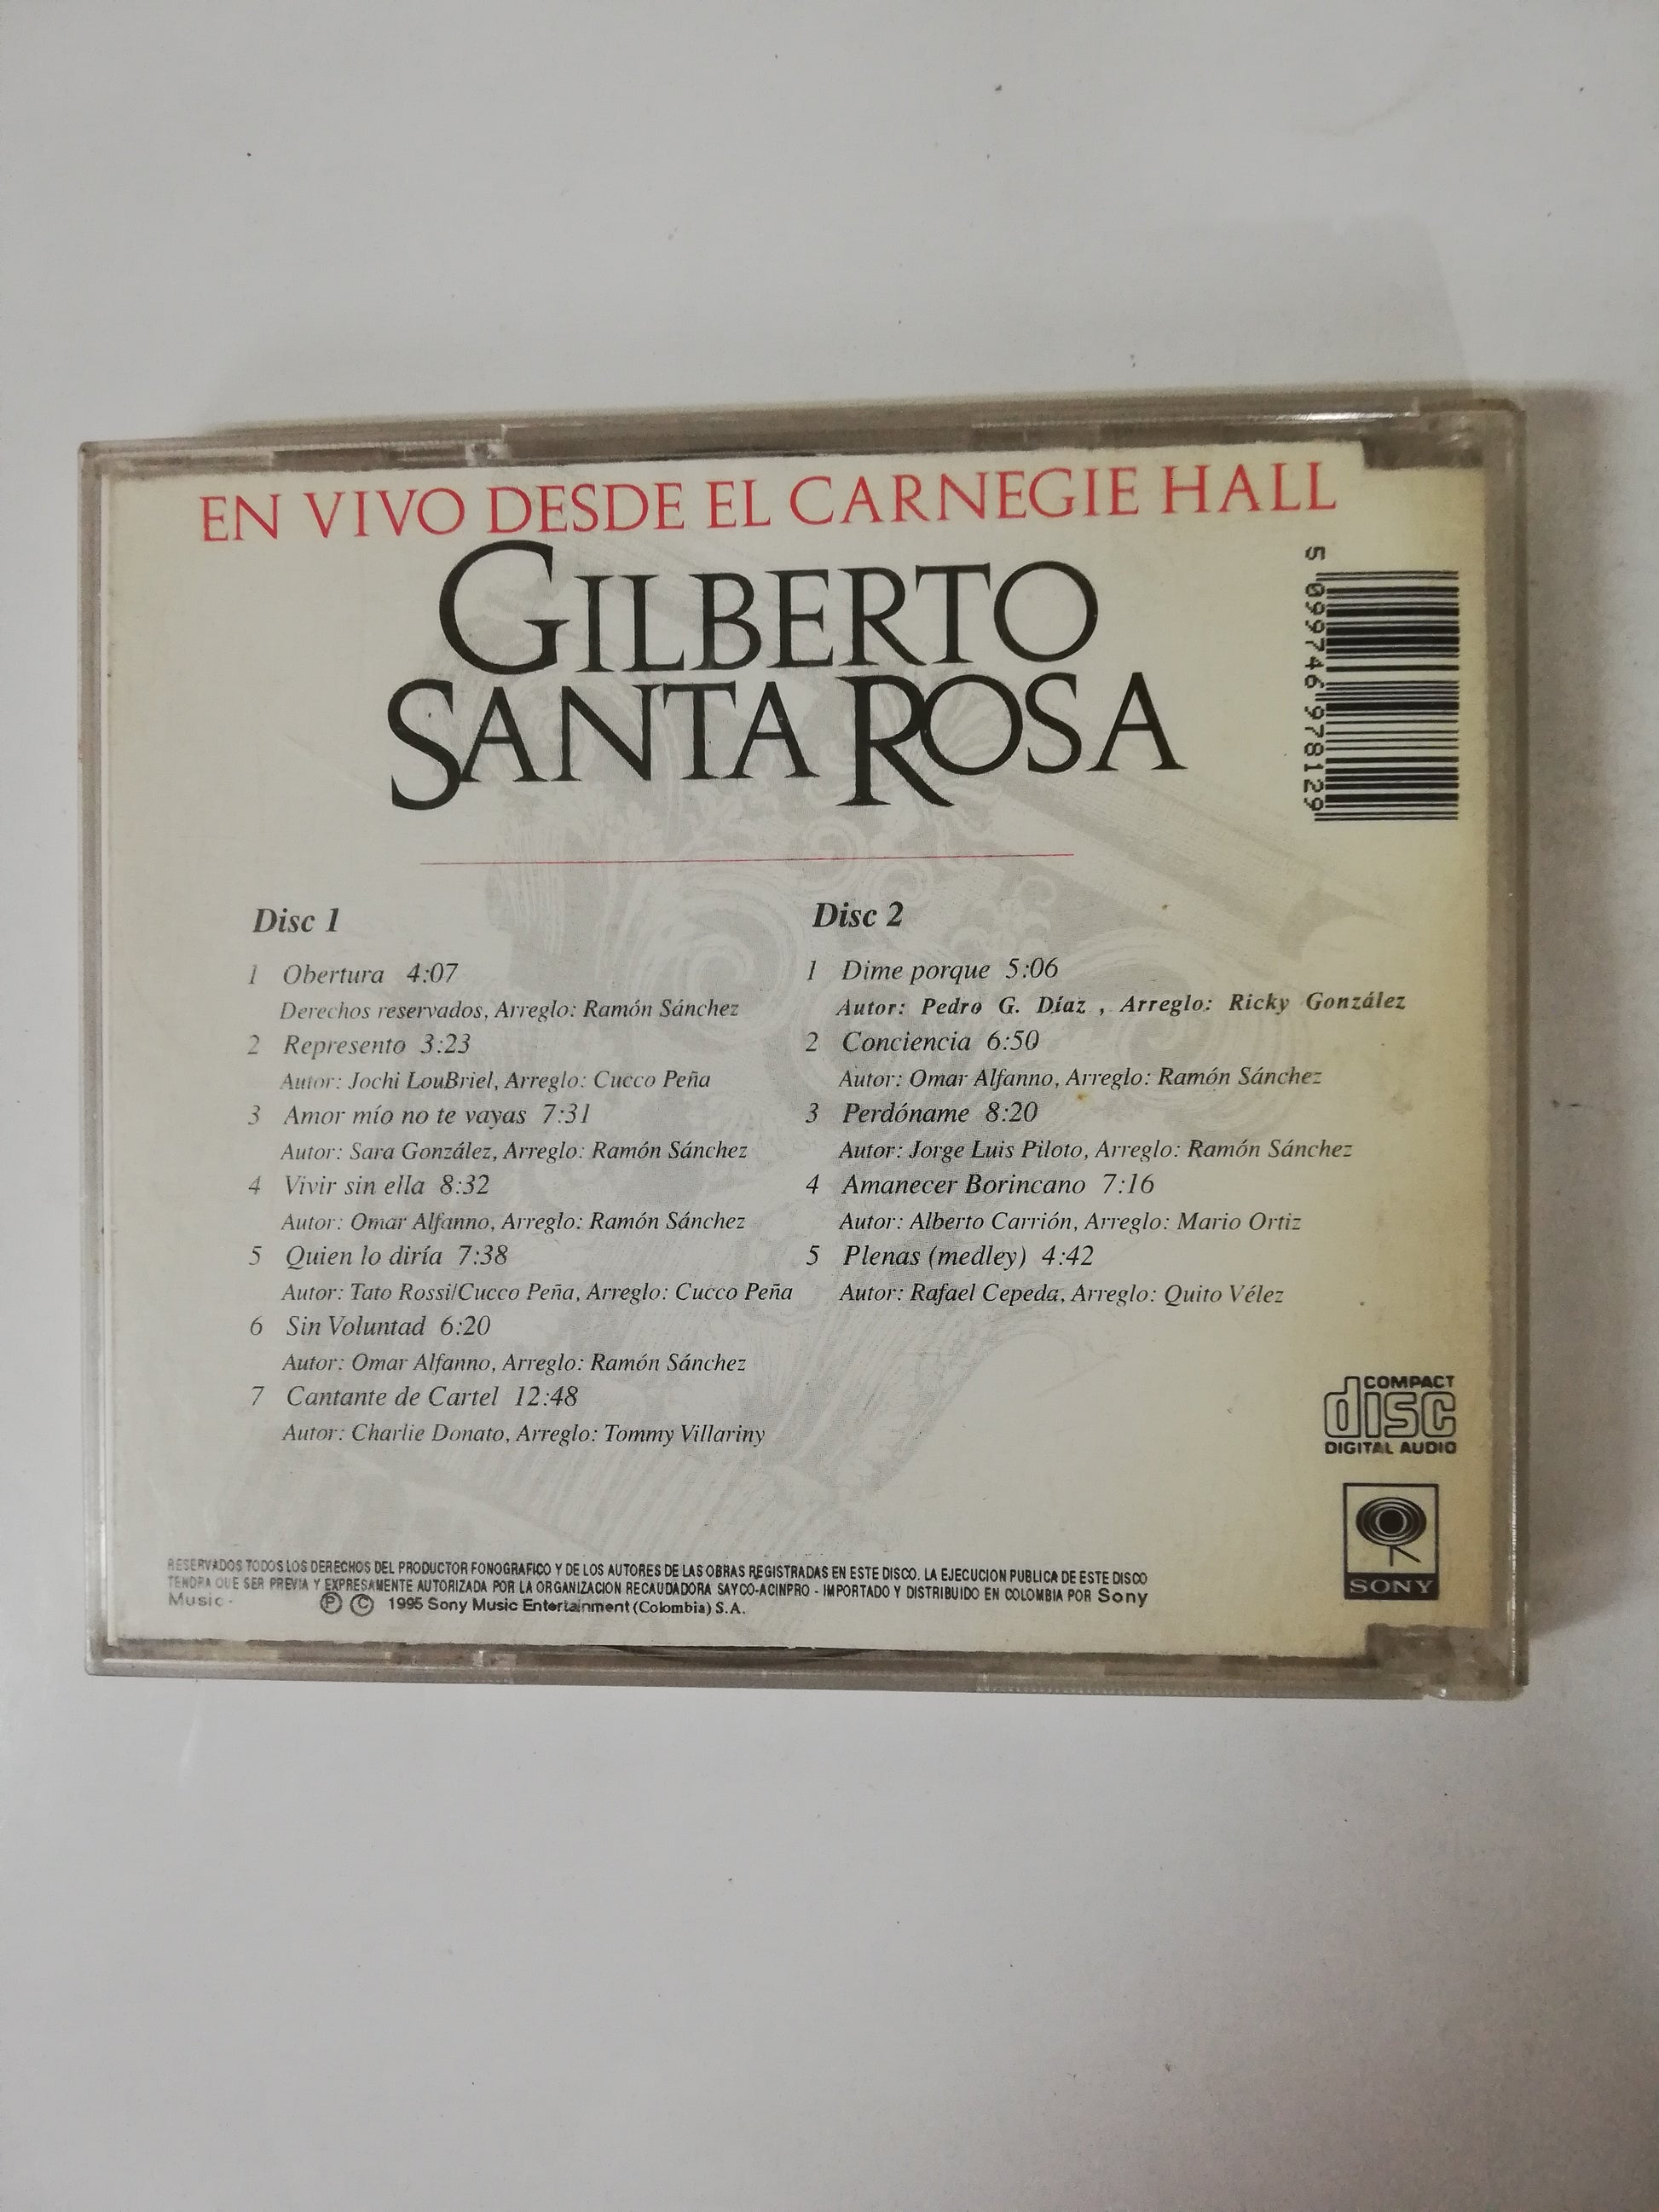 EN VIVO DESDE EL CARNEGIE HALL
GILBERTO
SANTA ROSA
5 099746 978129
Disc 1
1 Obertura 4:07
Derechos reservados, Arreglo: Ramón Sánchez
2 Represento 3:23
Autor: Jochi LouBriel, Arreglo: Cucco Peña
3 Amor mío no te vayas 7:31
Autor: Sara González, Arreglo: Ramón Sánchez
4 Vivir sin ella 8:32
Autor: Omar Alfanno, Arreglo: Ramón Sánchez
5 Quien lo diría 7:38
Autor: Tato Rossi/Cucco Peña, Arreglo: Cucco Peña
6 Sin Voluntad 6:20
Autor: Omar Alfanno, Arreglo: Ramón Sánchez
7 Cantante de Cartel 12:48
Autor: Charlie Donato, Arreglo: Tommy Villariny
Disc 2
1 Dime porque 5:06
Autor: Pedro G. Díaz , Arreglo: Ricky González
2 Conciencia 6:50
Autor: Omar Alfanno, Arreglo: Ramón Sánchez
3 Perdóname 8:20
Autor: Jorge Luis Piloto, Arreglo: Ramón Sánchez
4 Amanecer Borincano 7:16
Autor: Alberto Carrión, Arreglo: Mario Ortiz
5 Plenas (medley) 4:42
Autor: Rafael Cepeda, Arreglo: Quito Vélez
COMPACT
disc
DIGITAL AUDIO
SONY
RESERVADOS TODOS LOS DERECHOS DEL PRODUCTOR FONOGRAFICO Y DE LOS AUTORES DE LAS OBRAS REGISTRADAS EN ESTE DISCO. LA EJECUCION PUBLICA DE ESTE DISCO
TENDRA QUE SER PREVIA Y EXPRESAMENTE AUTORIZADA POR LA ORGANIZACION RECAUDADORA SAYCO-ACINPRO - IMPORTADO Y DISTRIBUIDO EN COLOMBIA POR Sony
Music - ℗ © 1995 Sony Music Entertainment (Colombia) S.A.